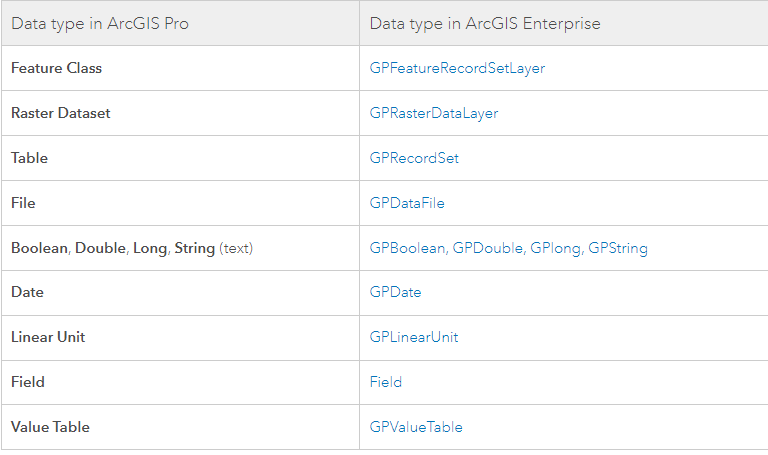 Data type in ArcGIS Pro Data type in ArcGIS Enterprise
Feature Class GPFeatureRecordSetLayer
Raster Dataset GPRasterDataLayer
Table GPRecordSet
File GPDataFile
Boolean, Double, Long, String (text) GPBoolean, GPDouble, GPlong, GPString
Date GPDate
Linear Unit GPLinearUnit
Field Field
Value Table GPValueTable